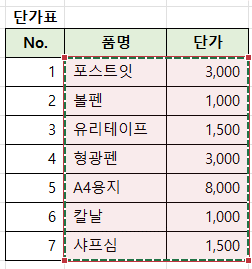 단가표
No. 품명 단가
1 포스트잇 3,000
2 볼펜 1,000
3 유리테이프 1,500
4 형광펜 3,000
5 A4용지 8,000
6 칼날 1,000
7 샤프심 1,500